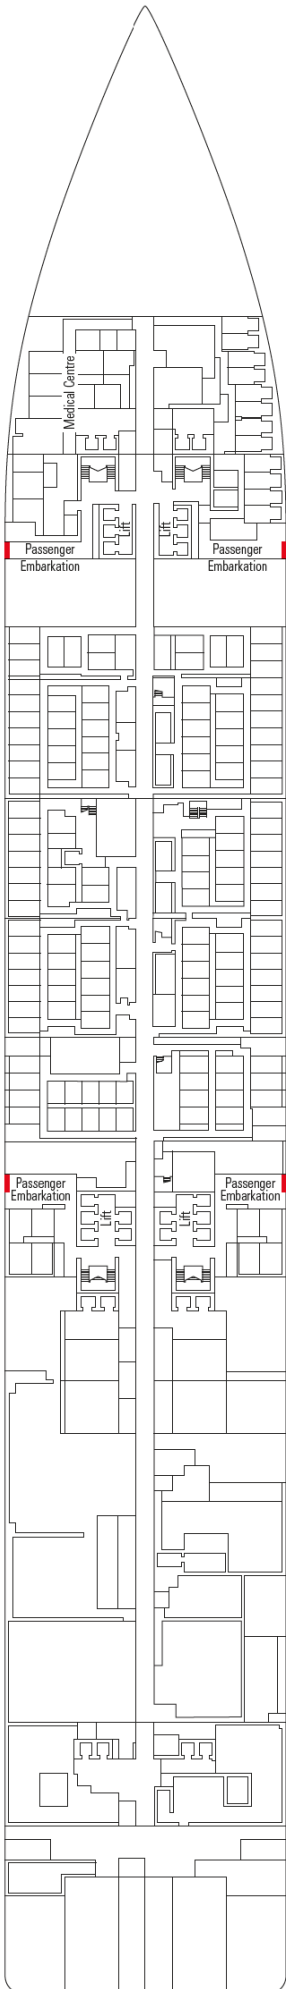 Medical Centre
Lift
Lift
Passenger
Embarkation
Passenger
Embarkation
Passenger
Embarkation
Passenger
Embarkation
Lift
Lift